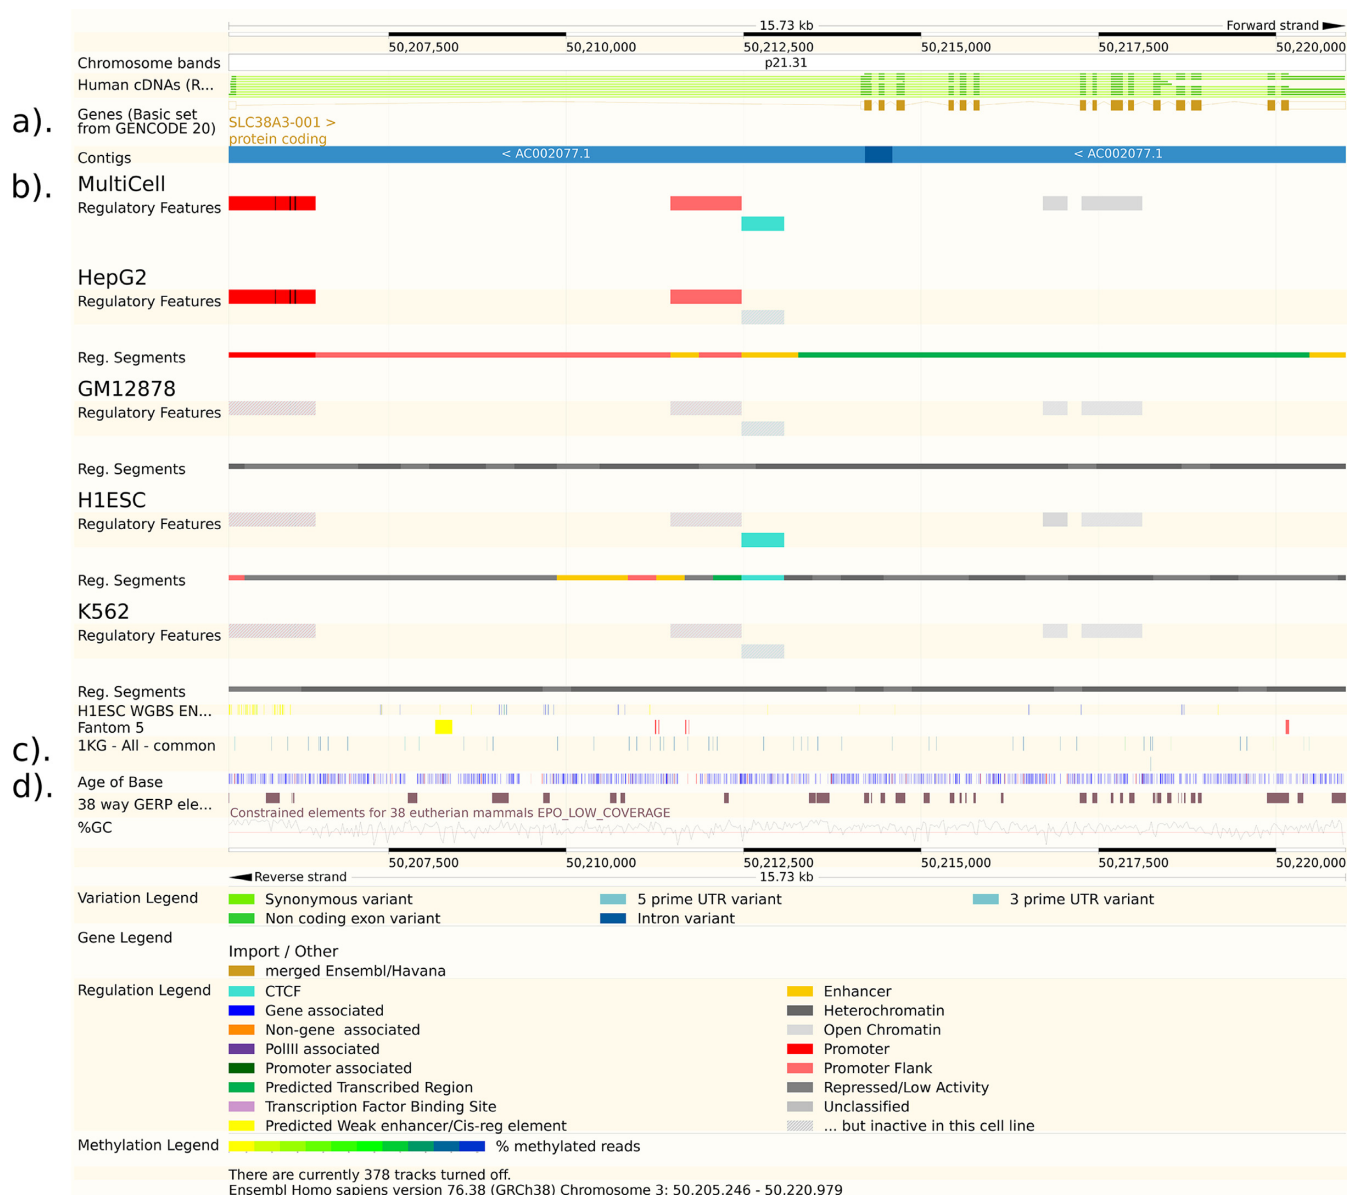 15.73 kb Forward strand
50,207,500 50,210,000 50,212,500 50,215,000 50,217,500 50,220,000
Chromosome bands p21.31
Human cDNAs (R...
a). Genes (Basic set
from GENCODE 20)
SLC38A3-001 >
protein coding
Contigs < AC002077.1 < AC002077.1
b). MultiCell
Regulatory Features
HepG2
Regulatory Features
Reg. Segments
GM12878
Regulatory Features
Reg. Segments
H1ESC
Regulatory Features
Reg. Segments
K562
Regulatory Features
Reg. Segments
H1ESC WGBS EN...
Fantom 5
c). 1KG - All - common
d). Age of Base
38 way GERP ele...
Constrained elements for 38 eutherian mammals EPO_LOW_COVERAGE
%GC
50,207,500 50,210,000 50,212,500 50,215,000 50,217,500 50,220,000
Reverse strand 15.73 kb
Variation Legend Synonymous variant 5 prime UTR variant 3 prime UTR variant
Non coding exon variant Intron variant
Gene Legend
Import / Other
merged Ensembl/Havana
Regulation Legend CTCF Enhancer
Gene associated Heterochromatin
Non-gene associated Open Chromatin
PolIII associated Promoter
Promoter associated Promoter Flank
Predicted Transcribed Region Repressed/Low Activity
Transcription Factor Binding Site Unclassified
Predicted Weak enhancer/Cis-reg element ... but inactive in this cell line
Methylation Legend % methylated reads
There are currently 378 tracks turned off.
Ensembl Homo sapiens version 76.38 (GRCh38) Chromosome 3: 50,205,246 - 50,220,979